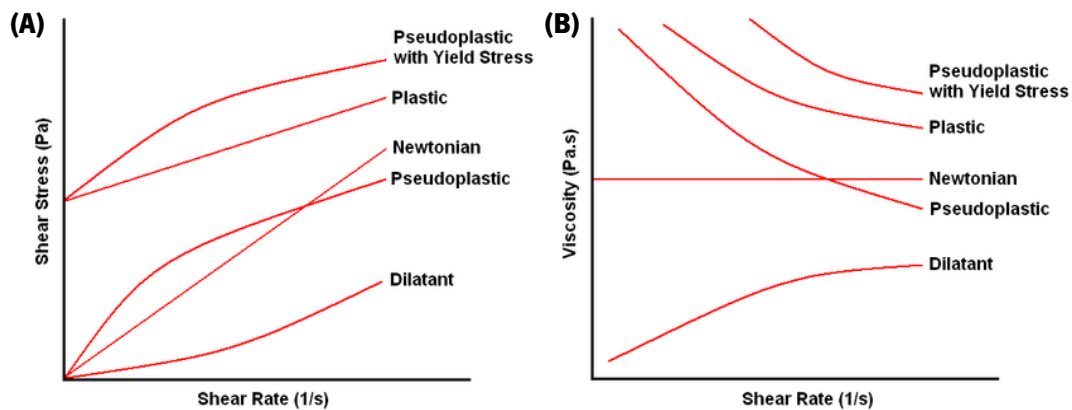 (A)
Shear Stress (Pa)
Pseudoplastic
with Yield Stress
Plastic
Newtonian
Pseudoplastic
Dilatant
Shear Rate (1/s)
(B)
Viscosity (Pa.s)
Pseudoplastic
with Yield Stress
Plastic
Newtonian
Pseudoplastic
Dilatant
Shear Rate (1/s)